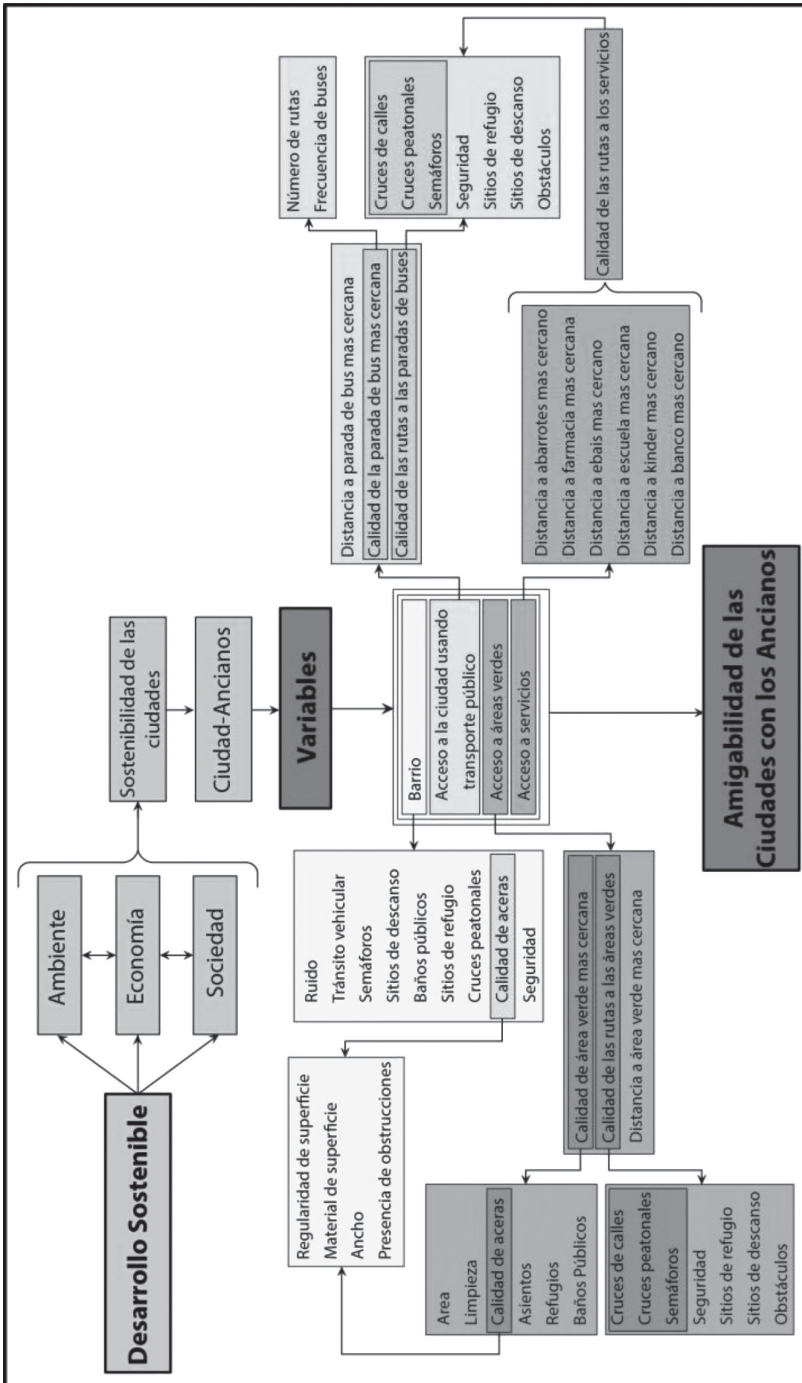 Desarrollo Sostenible
Ambiente
Economía
Sociedad
Sostenibilidad de las
ciudades
Ciudad-Ancianos
Variables
Barrio
Acceso a la ciudad usando
transporte público
Acceso a áreas verdes
Acceso a servicios
Ruido
Tránsito vehicular
Semáforos
Sitios de descanso
Baños públicos
Sitios de refugio
Cruces peatonales
Calidad de aceras
Seguridad
Regularidad de superficie
Material de superficie
Ancho
Presencia de obstrucciones
Distancia a parada de bus mas cercana
Calidad de la parada de bus mas cercana
Calidad de las rutas a las paradas de buses
Número de rutas
Frecuencia de buses
Cruces de calles
Cruces peatonales
Semáforos
Seguridad
Sitios de refugio
Sitios de descanso
Obstáculos
Calidad de área verde mas cercana
Calidad de las rutas a las áreas verdes
Distancia a área verde mas cercana
Area
Limpieza
Calidad de aceras
Asientos
Refugios
Baños Públicos
Cruces de calles
Cruces peatonales
Semáforos
Seguridad
Sitios de refugio
Sitios de descanso
Obstáculos
Distancia a abarrotes mas cercano
Distancia a farmacia mas cercana
Distancia a ebais mas cercano
Distancia a escuela mas cercana
Distancia a kinder mas cercano
Distancia a banco mas cercano
Calidad de las rutas a los servicios
Amigabilidad de las
Ciudades con los Ancianos